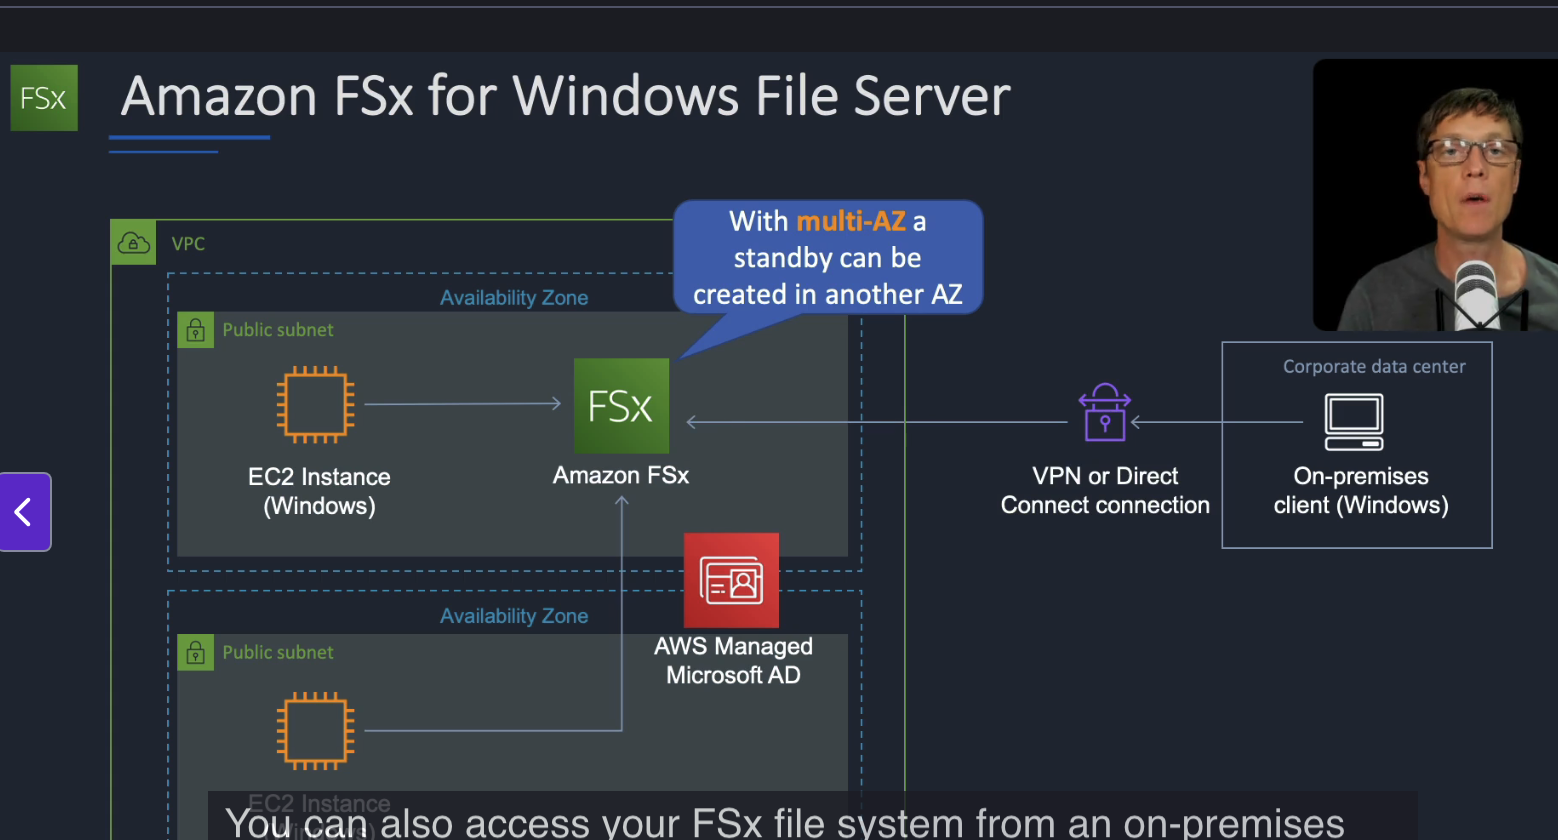 FSx
Amazon FSx for Windows File Server
With multi-AZ a
standby can be
created in another AZ
VPC
Availability Zone
Public subnet
FSx
EC2 Instance
(Windows)
Amazon FSx
VPN or Direct
Connect connection
Corporate data center
On-premises
client (Windows)
Availability Zone
Public subnet
AWS Managed
Microsoft AD
EC2 Instance
(Windows)
You can also access your FSx file system from an on-premises